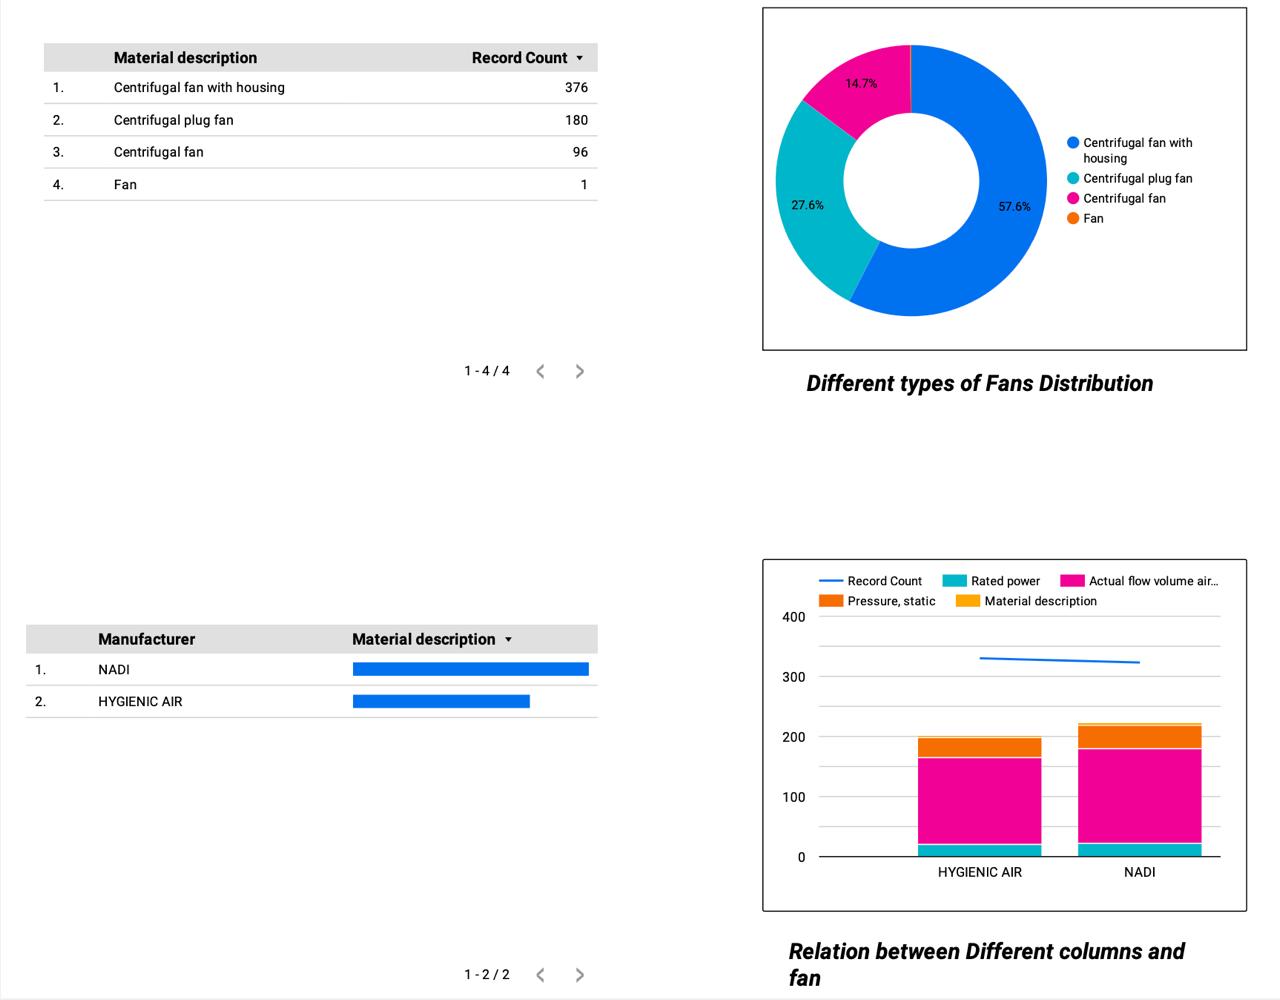 Material description Record Count
1. Centrifugal fan with housing 376
2. Centrifugal plug fan 180
3. Centrifugal fan 96
4. Fan 1
1 - 4 / 4
14.7%
27.6%
57.6%
Centrifugal fan with
housing
Centrifugal plug fan
Centrifugal fan
Fan
Different types of Fans Distribution
Manufacturer Material description
1. NADI
2. HYGIENIC AIR
1 - 2 / 2
Record Count Rated power Actual flow volume air…
Pressure, static Material description
400
300
200
100
0
HYGIENIC AIR NADI
Relation between Different columns and
fan